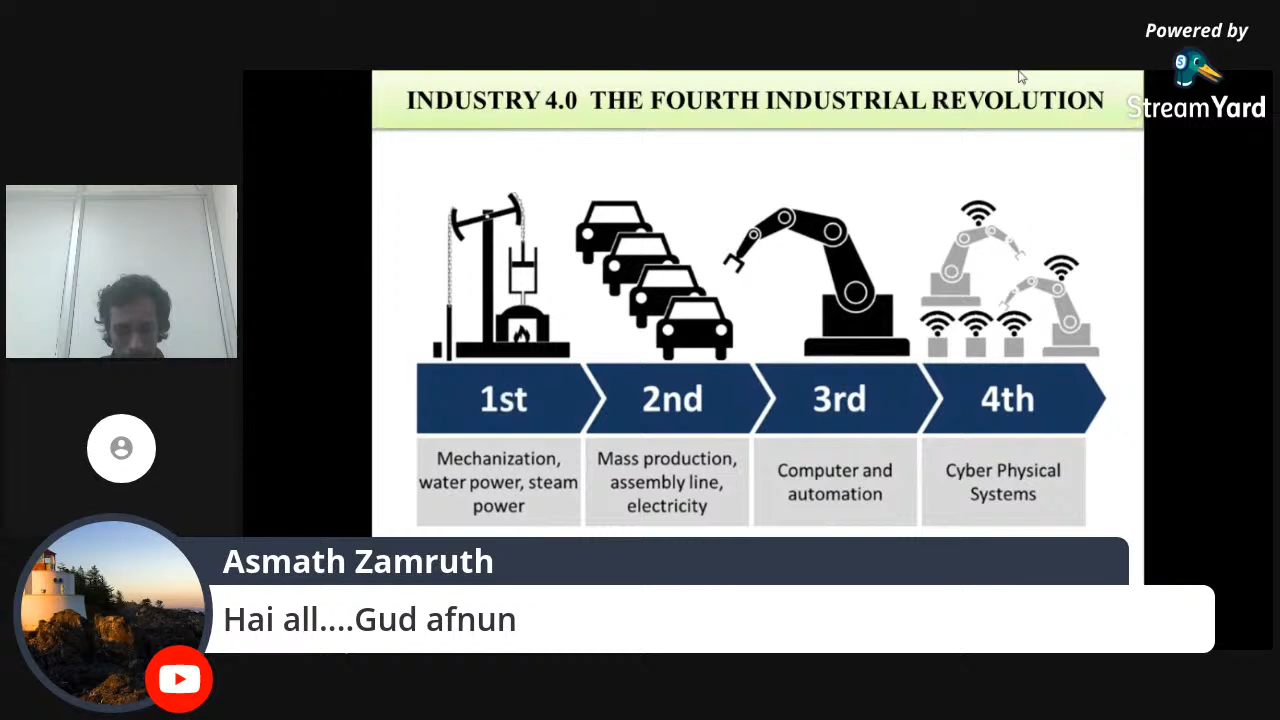 Powered by
StreamYard
INDUSTRY 4.0 THE FOURTH INDUSTRIAL REVOLUTION
1st
2nd
3rd
4th
Mechanization,
water power, steam
power
Mass production,
assembly line,
electricity
Computer and
automation
Cyber Physical
Systems
Asmath Zamruth
Hai all....Gud afnun